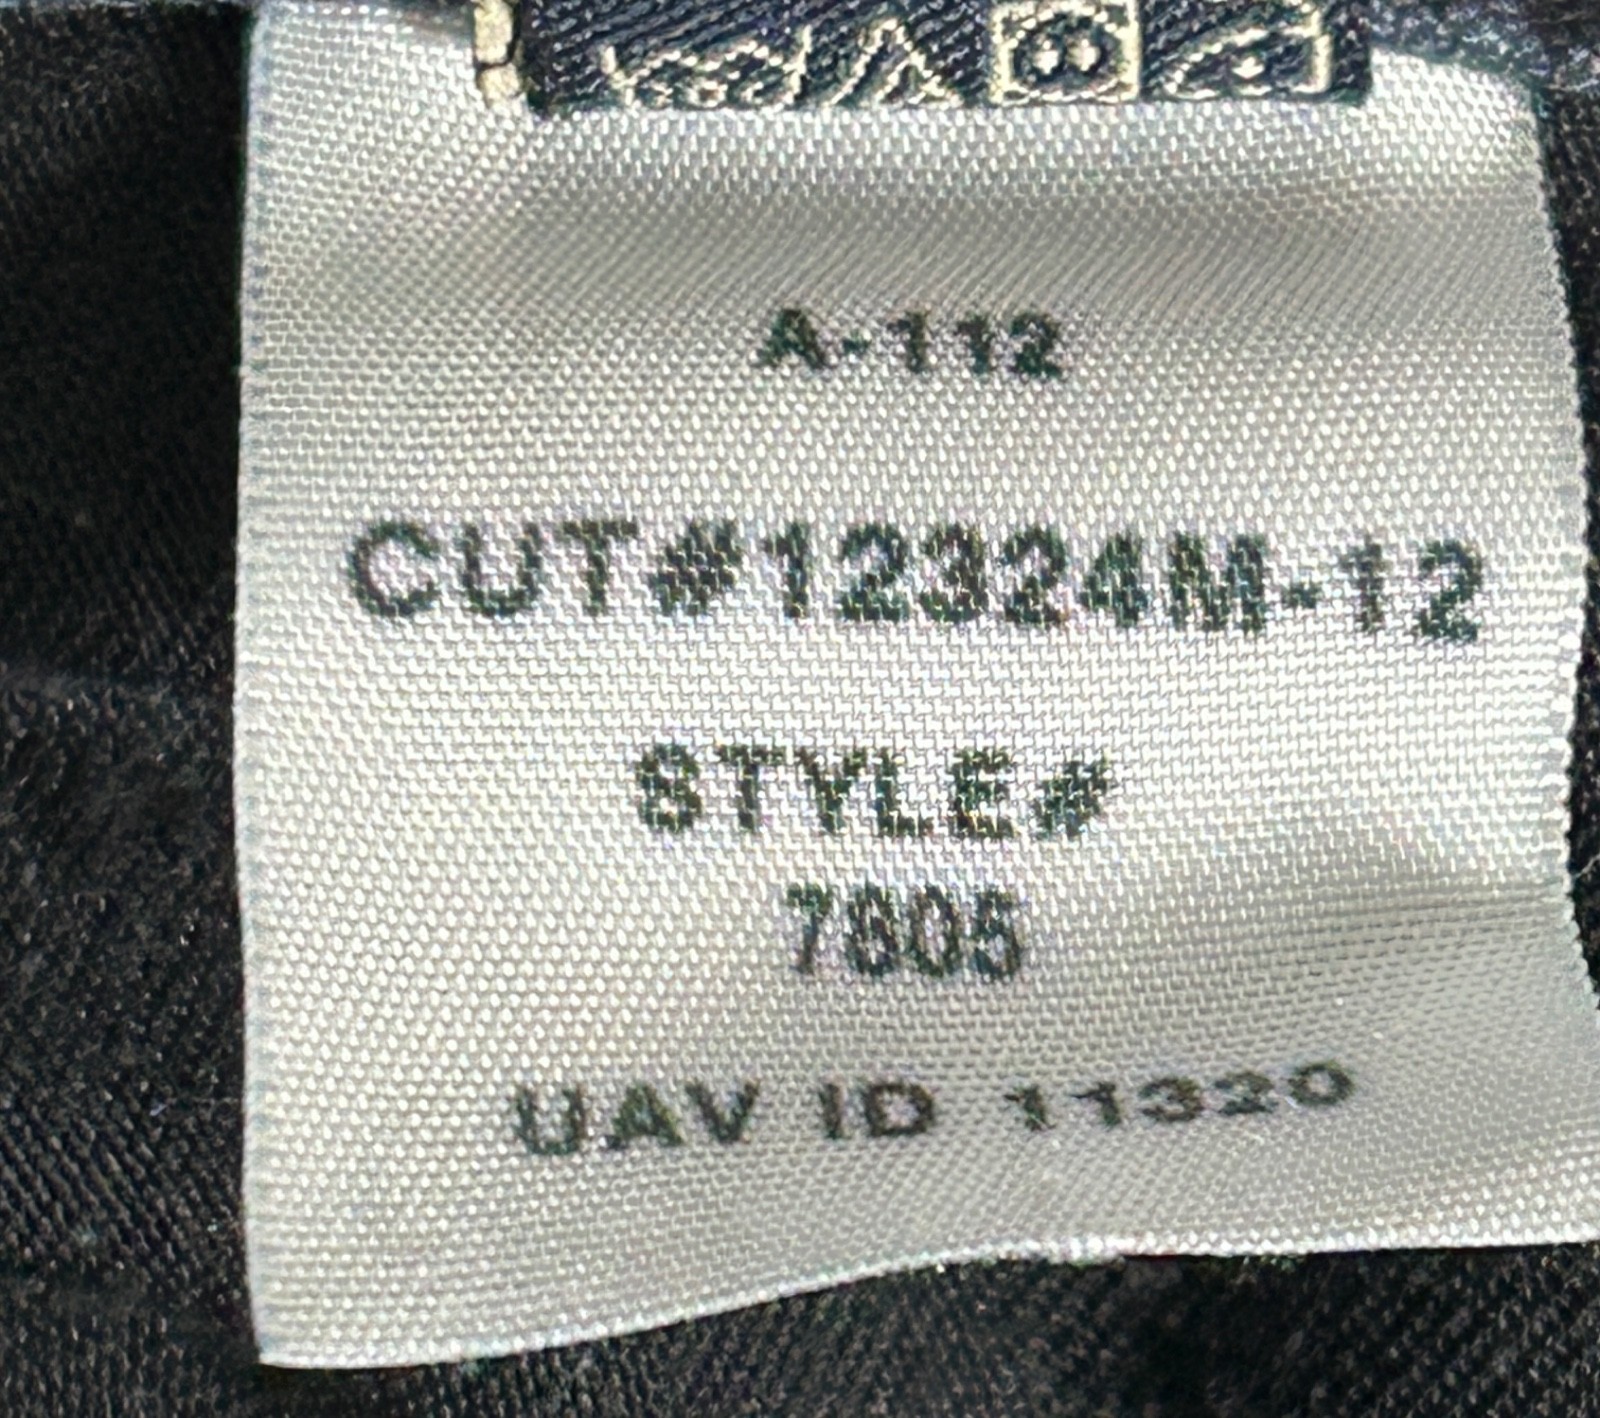 A-112
CUT#12324M-12
STYLE#
7805
UAV ID 11320